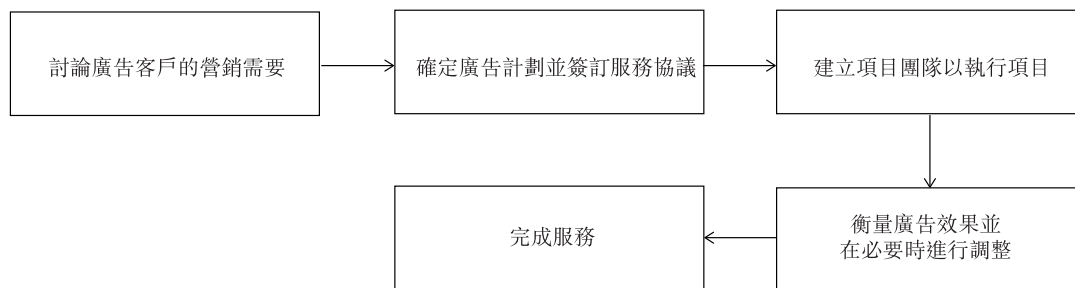 討論廣告客戶的營銷需要
確定廣告計劃並簽訂服務協議
建立項目團隊以執行項目
衡量廣告效果並
在必要時進行調整
完成服務